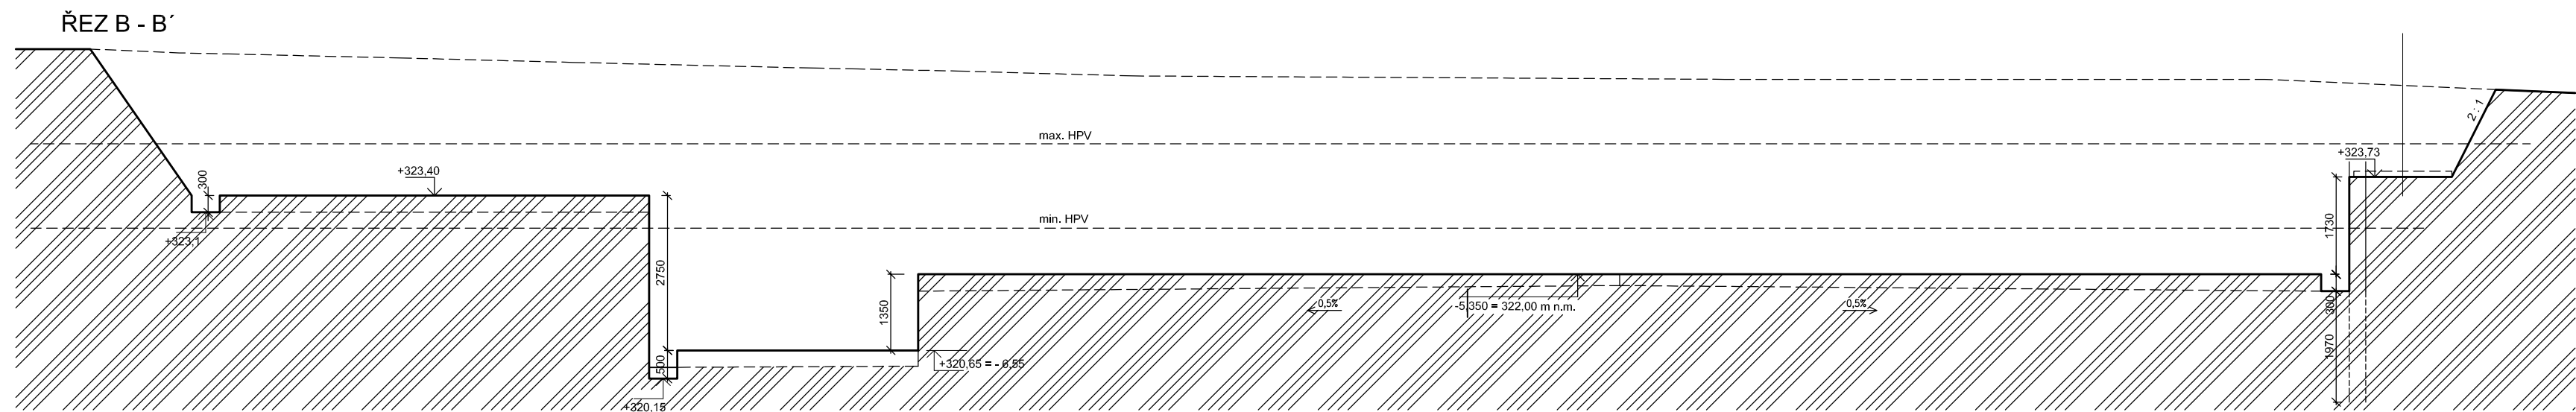 ŘEZ B - B´
2 : 1
max. HPV
+323,73
+323,40
300
min. HPV
1730
+323,1
2750
1350
0,5%
-5,350 = 322,00 m n.m.
0,5%
300
500
+320,65 = - 6,55
1970
+320,15